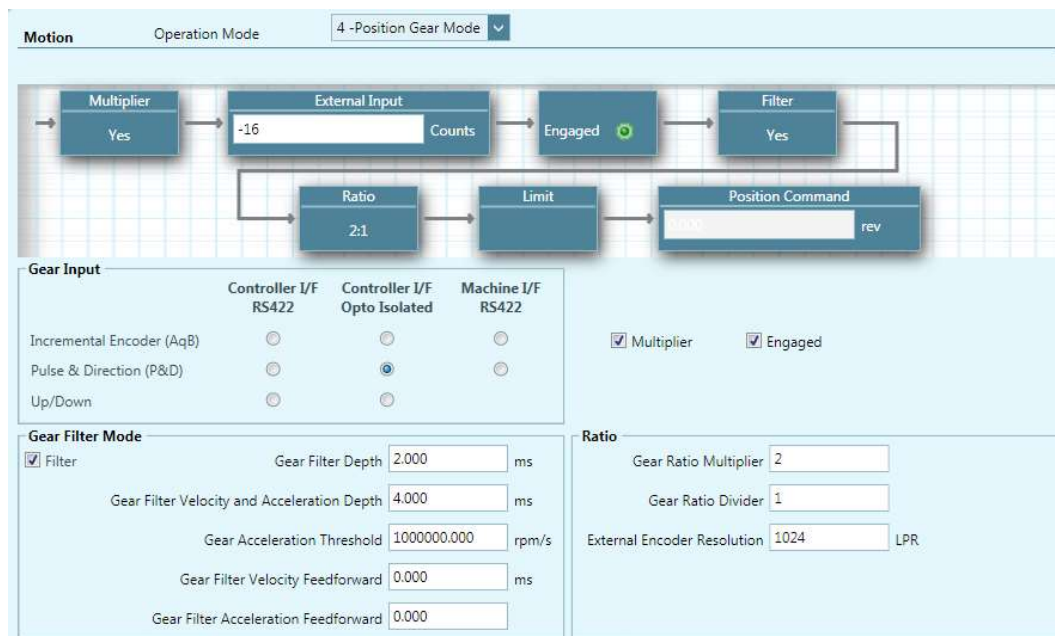 Motion Operation Mode 4 -Position Gear Mode
Multiplier External Input Filter
Yes -16 Counts Engaged Yes
Ratio Limit Position Command
2:1 0.000 rev
Gear Input
Controller I/F Controller I/F Machine I/F
RS422 Opto Isolated RS422
Incremental Encoder (AqB)
Multiplier Engaged
Pulse & Direction (P&D)
Up/Down
Gear Filter Mode Ratio
Filter Gear Filter Depth 2.000 ms Gear Ratio Multiplier 2
Gear Filter Velocity and Acceleration Depth 4.000 ms Gear Ratio Divider 1
Gear Acceleration Threshold 1000000.000 rpm/s External Encoder Resolution 1024 LPR
Gear Filter Velocity Feedforward 0.000 ms
Gear Filter Acceleration Feedforward 0.000